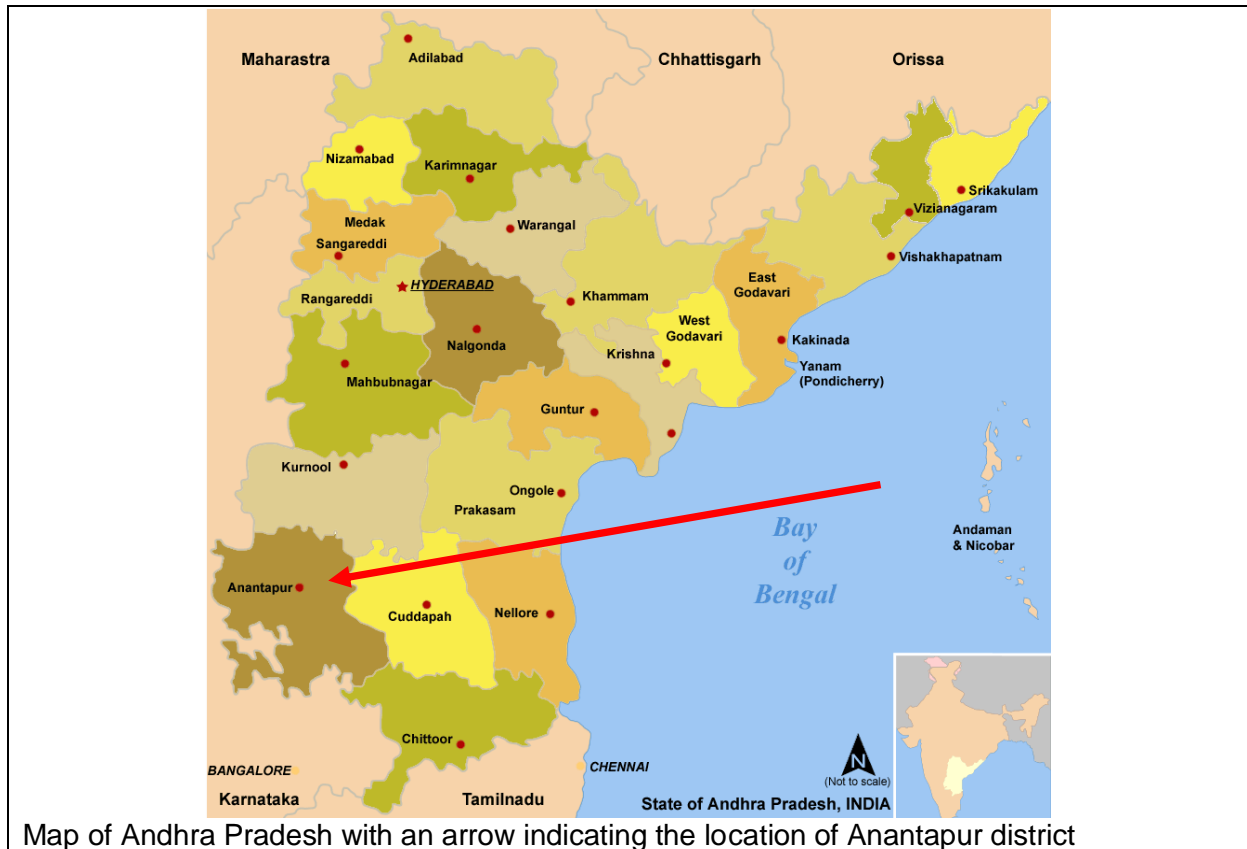 Maharastra
Chhattisgarh
Orissa
Adilabad
Nizamabad
Karimnagar
Srikakulam
Vizianagaram
Medak
Warangal
Sangareddi
Vishakhapatnam
HYDERABAD
East
Godavari
Rangareddi
Khammam
West
Godavari
Nalgonda
Kakinada
Krishna
Yanam
(Pondicherry)
Mahbubnagar
Guntur
Kurnool
Ongole
Prakasam
Bay
of
Bengal
Andaman
& Nicobar
Anantapur
Cuddapah
Nellore
Chittoor
N
(Not to scale)
BANGALORE
CHENNAI
Karnataka
Tamilnadu
State of Andhra Pradesh, INDIA
Map of Andhra Pradesh with an arrow indicating the location of Anantapur district